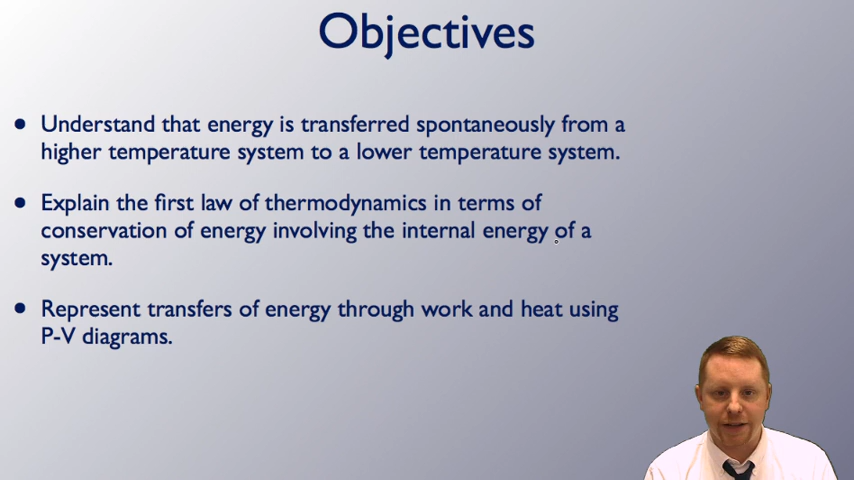 Objectives
• Understand that energy is transferred spontaneously from a
higher temperature system to a lower temperature system.
• Explain the first law of thermodynamics in terms of
conservation of energy involving the internal energy of a
system.
• Represent transfers of energy through work and heat using
P-V diagrams.